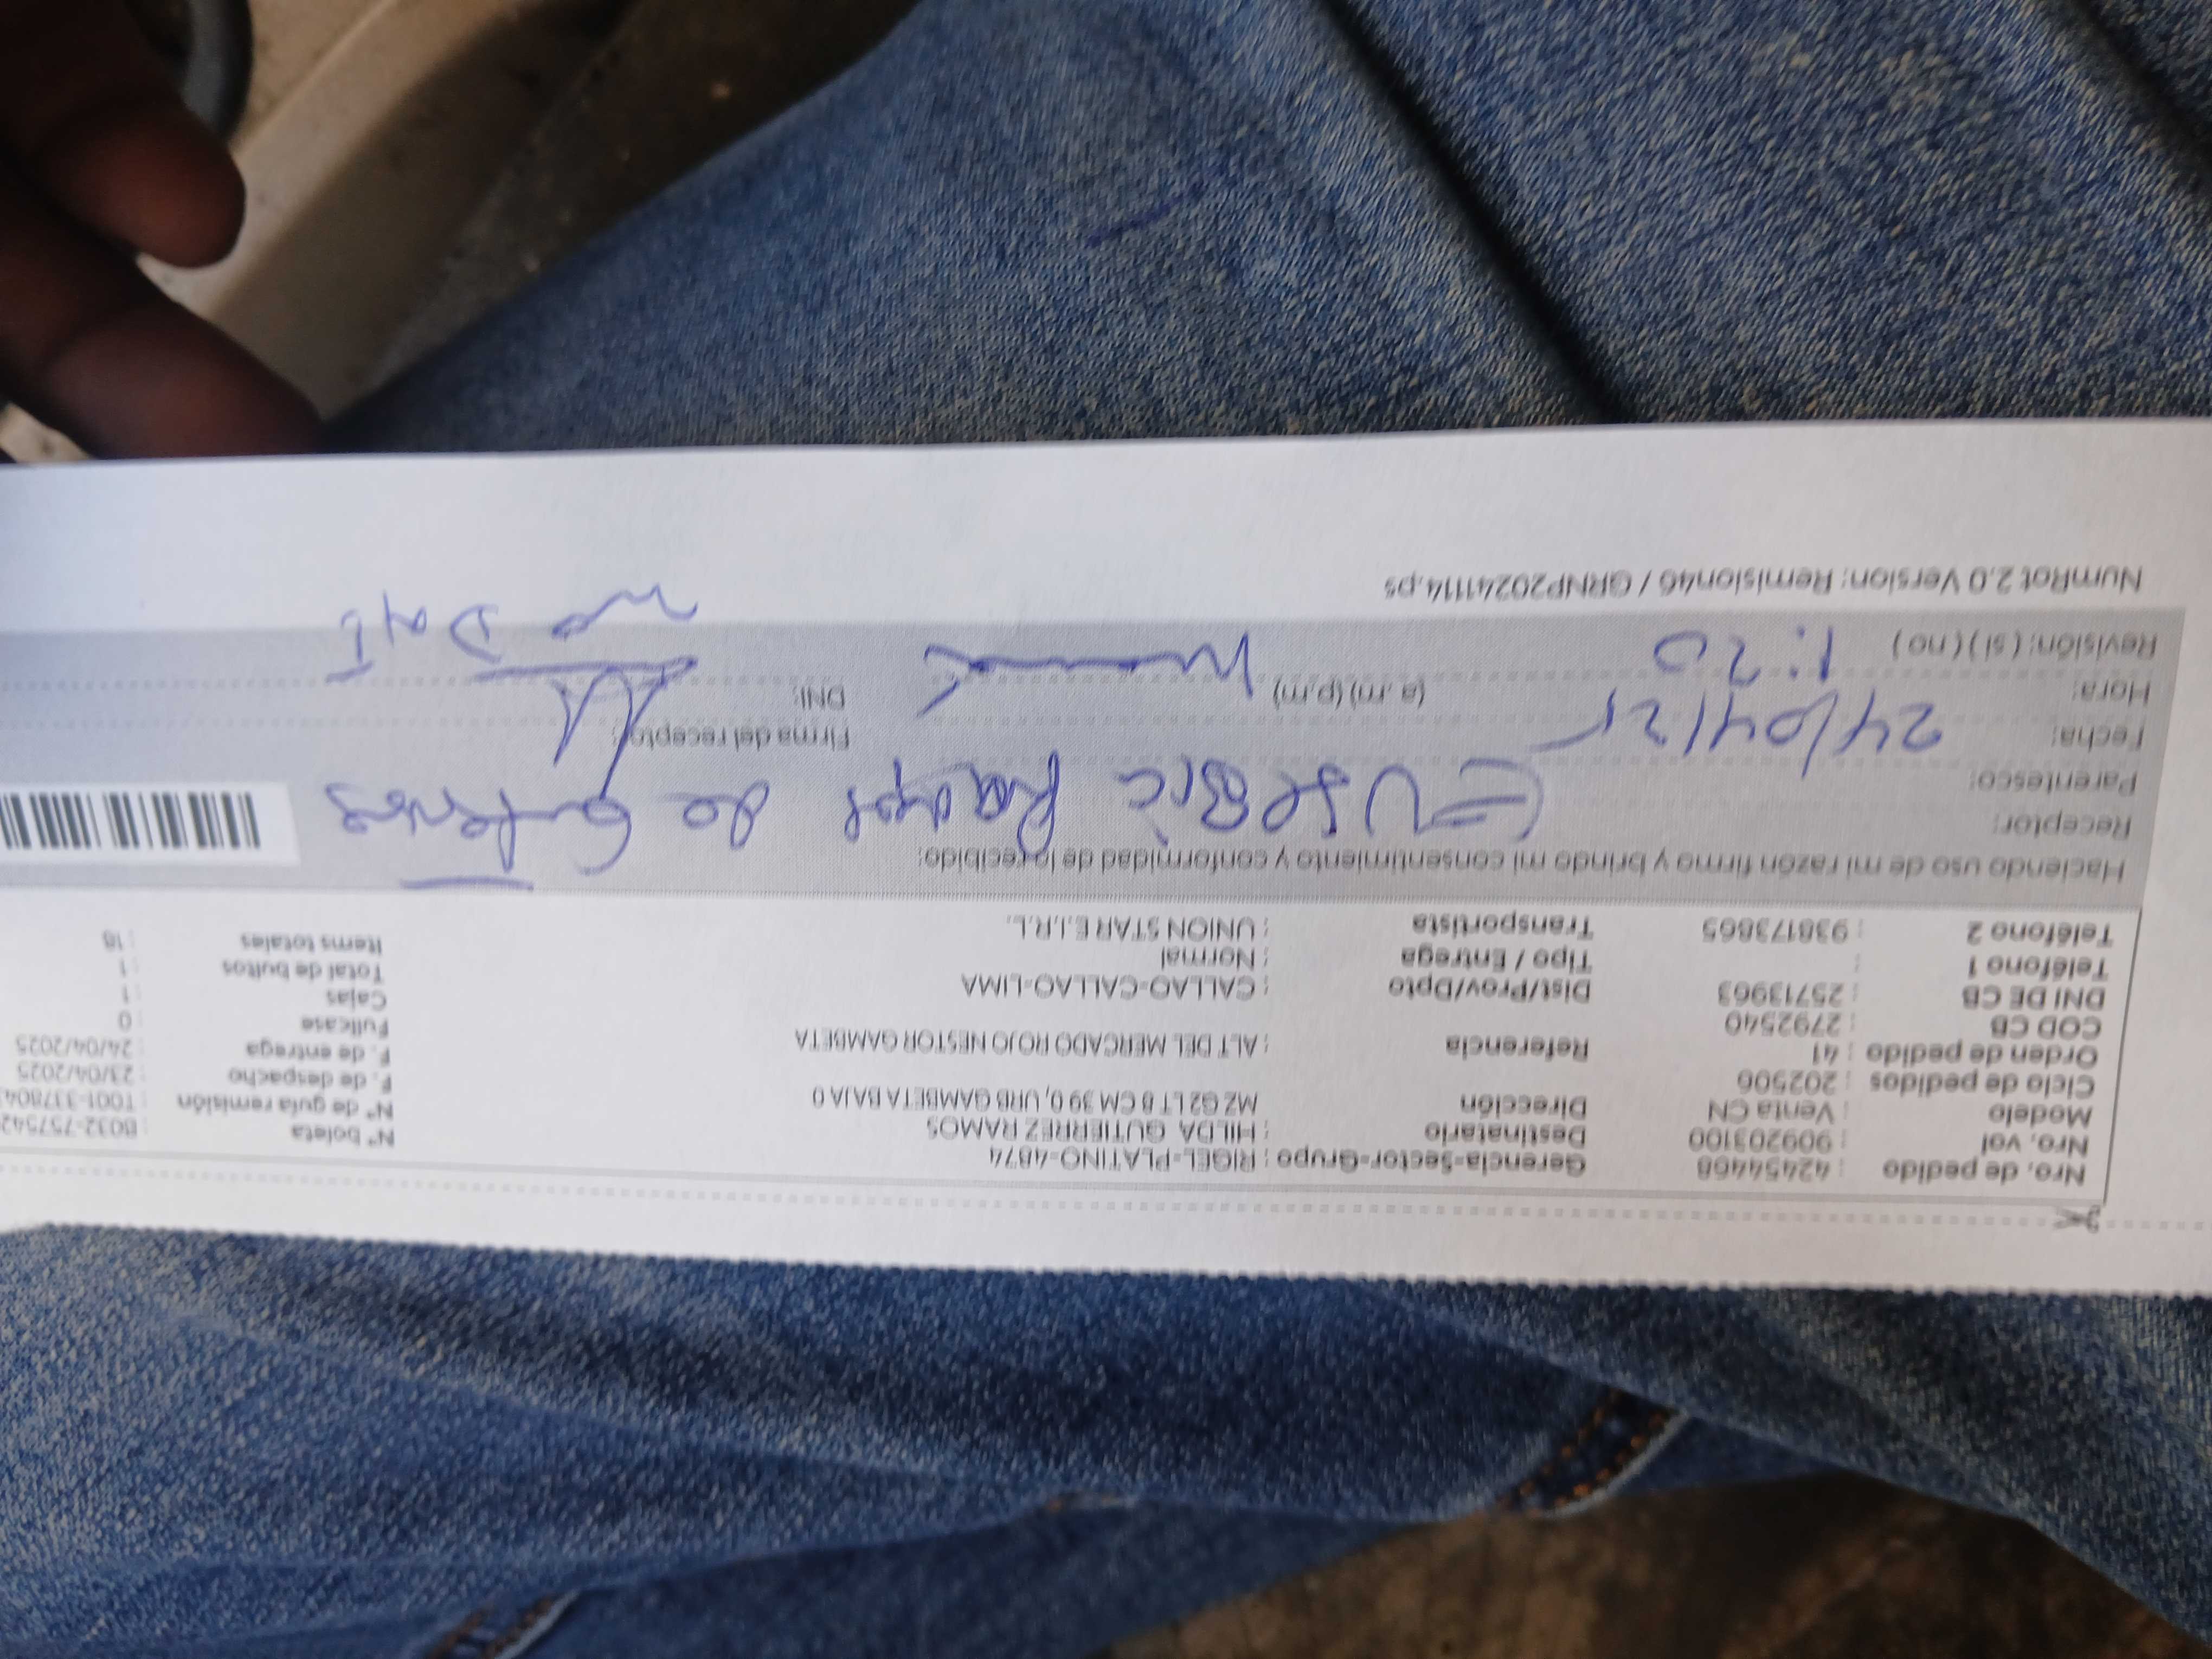 Nro. de pedido : 42454468 Gerencia-Sector-Grupo : RIGEL-PLATINO-4874
Nro. vol : 909203100 Destinatario : HILDA GUTIERREZ RAMOS Nº boleta : B032-757542
Modelo : Venta CN Dirección MZ G2 LT 8 CM 39 0, URB GAMBETA BAJA 0 Nº de guía remisión : T001-337804
Ciclo de pedidos : 202506 F. de despacho : 23/04/2025
Orden de pedido : 41 Referencia : ALT DEL MERCADO ROJO NESTOR GAMBETA F. de entrega : 24/04/2025
COD CB : 2792540 Fullcase : 0
DNI DE CB : 25713963 Dist/Prov/Dpto : CALLAO-CALLAO-LIMA Cajas : 1
Teléfono 1 : Tipo / Entrega : Normal Total de bultos : 1
Teléfono 2 : 938173865 Transportista : UNION STAR E.I.R.L. Items totales : 18
Haciendo uso de mi razón firmo y brindo mi consentimiento y conformidad de lo recibido:
Receptor:
Parentesco:
Fecha: 24/04/25 Firma del receptor:
Hora: 1:20 (a.m) (p.m) DNI:
Revisión: ( si ) ( no )
NumRot 2.0 Version: Remision46 / GRNP20241114.ps